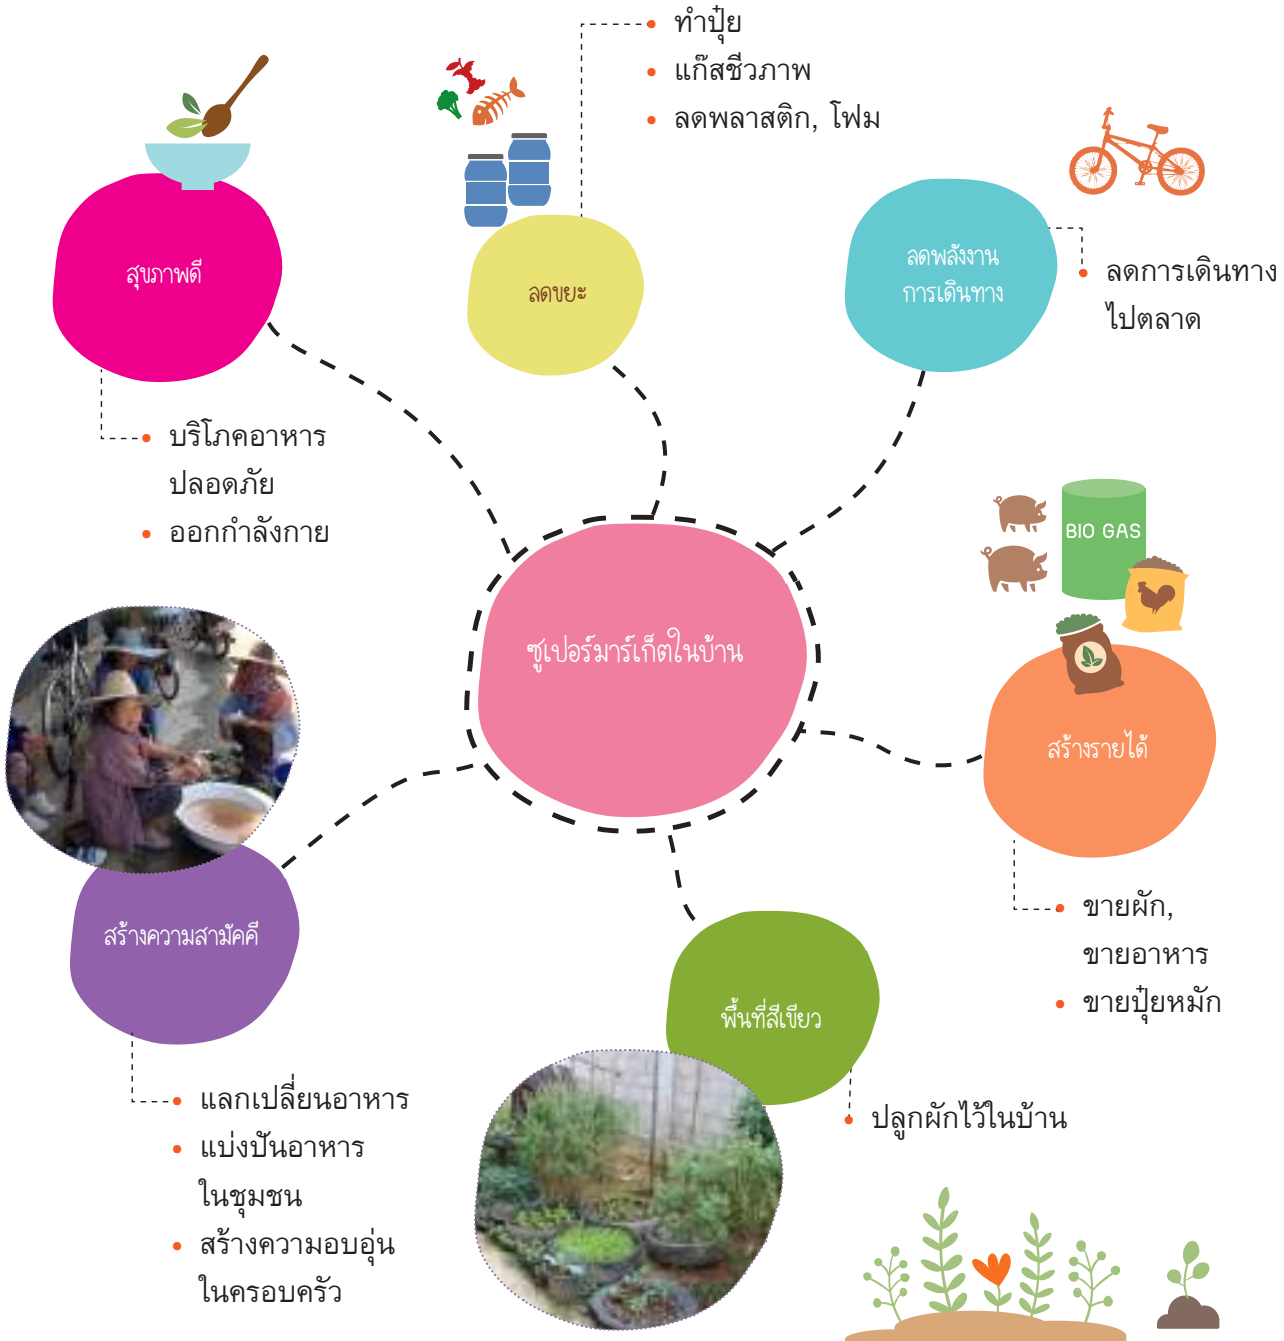 ทำปุ๋ย
แก๊สชีวภาพ
ลดพลาสติก, โฟม
สุขภาพดี
ลดขยะ
ลดพลังงาน
การเดินทาง
ลดการเดินทาง
ไปตลาด
บริโภคอาหาร
ปลอดภัย
ออกกำลังกาย
BIO GAS
ซูเปอร์มาร์เก็ตในบ้าน
สร้างรายได้
ขายผัก,
ขายอาหาร
ขายปุ๋ยหมัก
สร้างความสามัคคี
พื้นที่สีเขียว
แลกเปลี่ยนอาหาร
แบ่งปันอาหาร
ในชุมชน
สร้างความอบอุ่น
ในครอบครัว
ปลูกผักไว้ในบ้าน